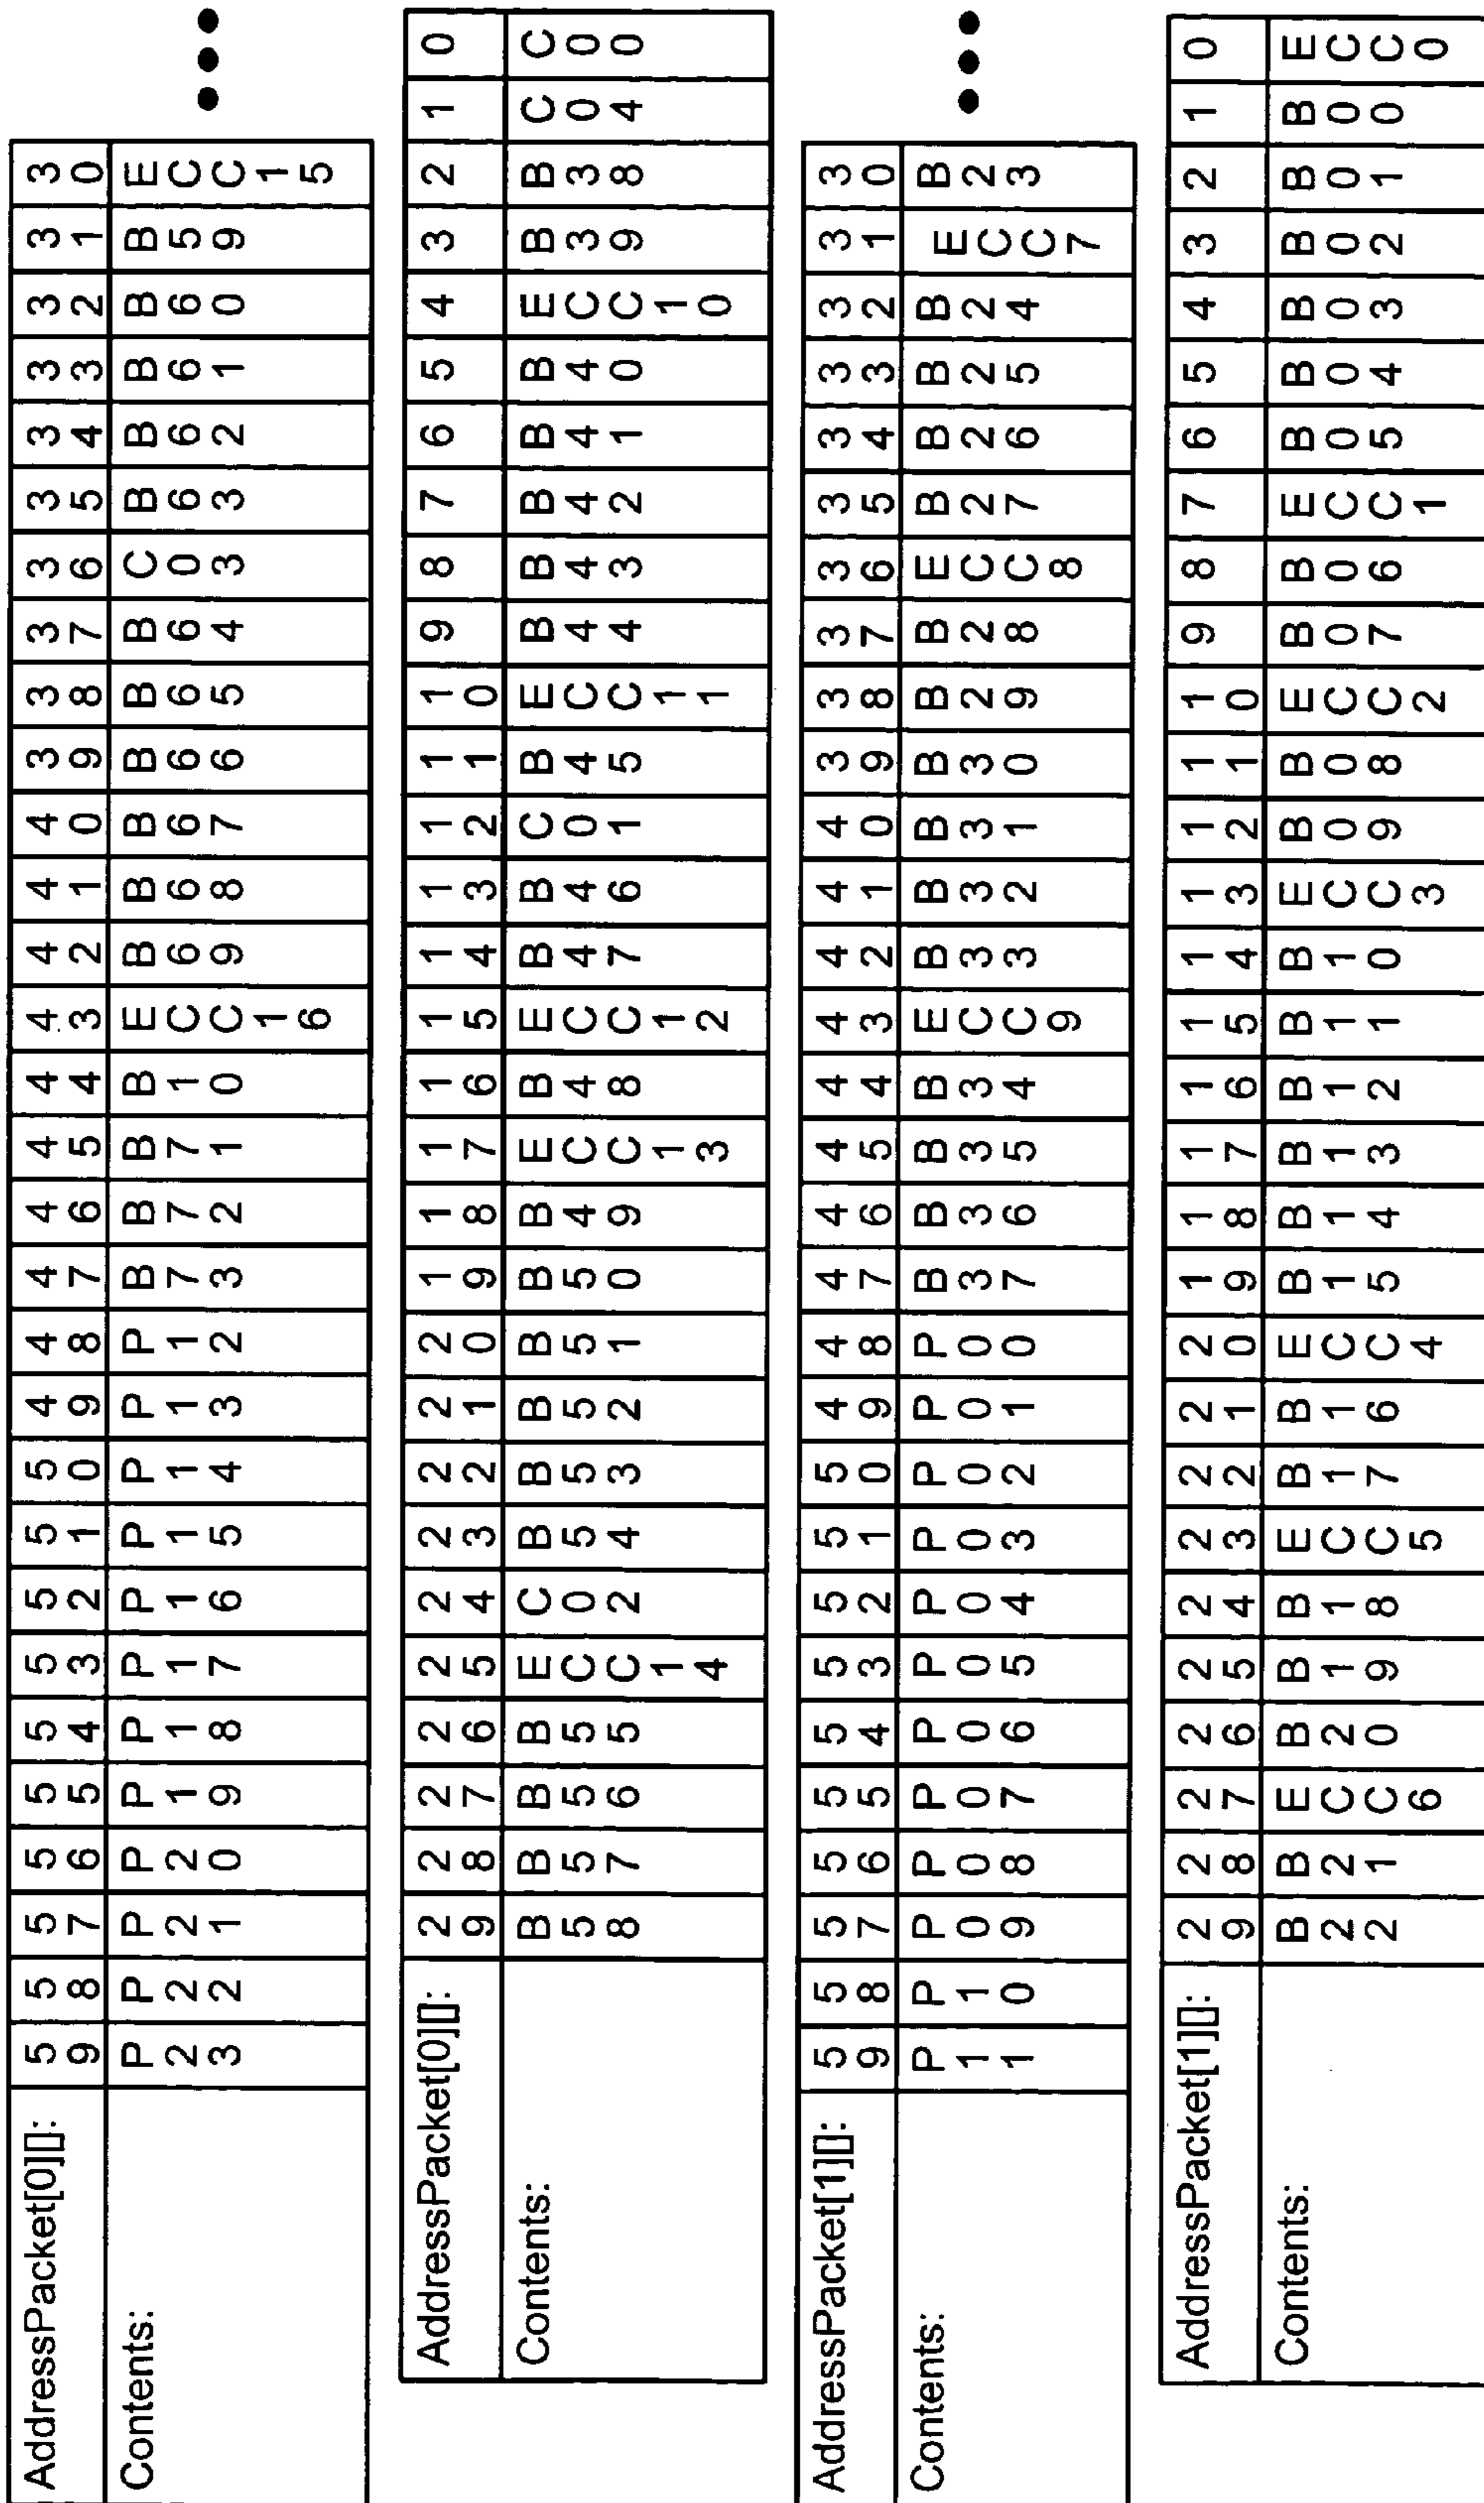 AddressPacket[0][]: 59 58 57 56 55 54 53 52 51 50 49 48 47 46 45 44 43 42 41 40 39 38 37 36 35 34 33 32 31 30
Contents: P23 P22 P21 P20 P19 P18 P17 P16 P15 P14 P13 P12 B73 B72 B71 B10 ECC16 B69 B68 B67 B66 B65 B64 C03 B63 B62 B61 B60 B59 ECC15 •••
AddressPacket[0][]: 29 28 27 26 25 24 23 22 21 20 19 18 17 16 15 14 13 12 11 10 9 8 7 6 5 4 3 2 1 0
Contents: B58 B57 B56 B55 ECC14 C02 B54 B53 B52 B51 B50 B49 ECC13 B48 ECC12 B47 B46 C01 B45 ECC11 B44 B43 B42 B41 B40 ECC10 B39 B38 C04 C00
AddressPacket[1][]: 59 58 57 56 55 54 53 52 51 50 49 48 47 46 45 44 43 42 41 40 39 38 37 36 35 34 33 32 31 30
Contents: P11 P10 P09 P08 P07 P06 P05 P04 P03 P02 P01 P00 B37 B36 B35 B34 ECC9 B33 B32 B31 B30 B29 B28 ECC8 B27 B26 B25 B24 ECC7 B23 •••
AddressPacket[1][]: 29 28 27 26 25 24 23 22 21 20 19 18 17 16 15 14 13 12 11 10 9 8 7 6 5 4 3 2 1 0
Contents: B22 B21 ECC6 B20 B19 B18 ECC5 B17 B16 ECC4 B15 B14 B13 B12 B11 B10 ECC3 B09 B08 ECC2 B07 B06 ECC1 B05 B04 B03 B02 B01 B00 ECC0